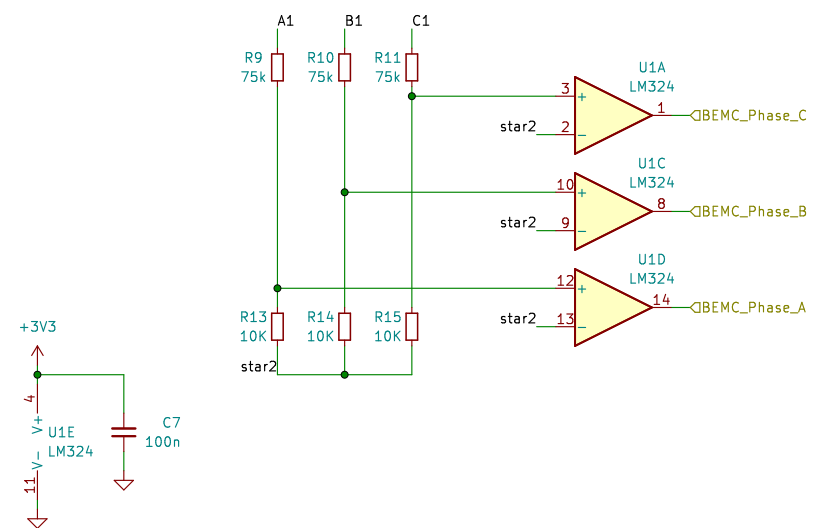 A1 B1 C1
R9 75k
R10 75k
R11 75k
U1A
LM324
3
+
1
BEMC_Phase_C
star2
2
−
U1C
LM324
10
+
8
BEMC_Phase_B
star2
9
−
U1D
LM324
12
+
14
BEMC_Phase_A
star2
13
−
R13 10K
R14 10K
R15 10K
star2
+3V3
4
V+
U1E
LM324
V-
11
C7
100n